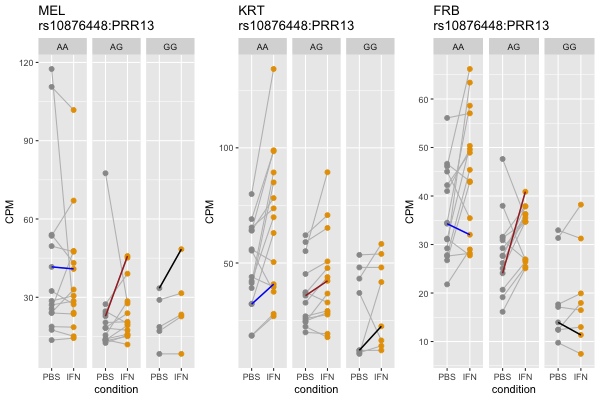 MEL
rs10876448:PRR13
AA AG GG
CPM
120
90
60
30
PBS IFN PBS IFN PBS IFN
condition
KRT
rs10876448:PRR13
AA AG GG
CPM
100
50
PBS IFN PBS IFN PBS IFN
condition
FRB
rs10876448:PRR13
AA AG GG
CPM
60
50
40
30
20
10
PBS IFN PBS IFN PBS IFN
condition